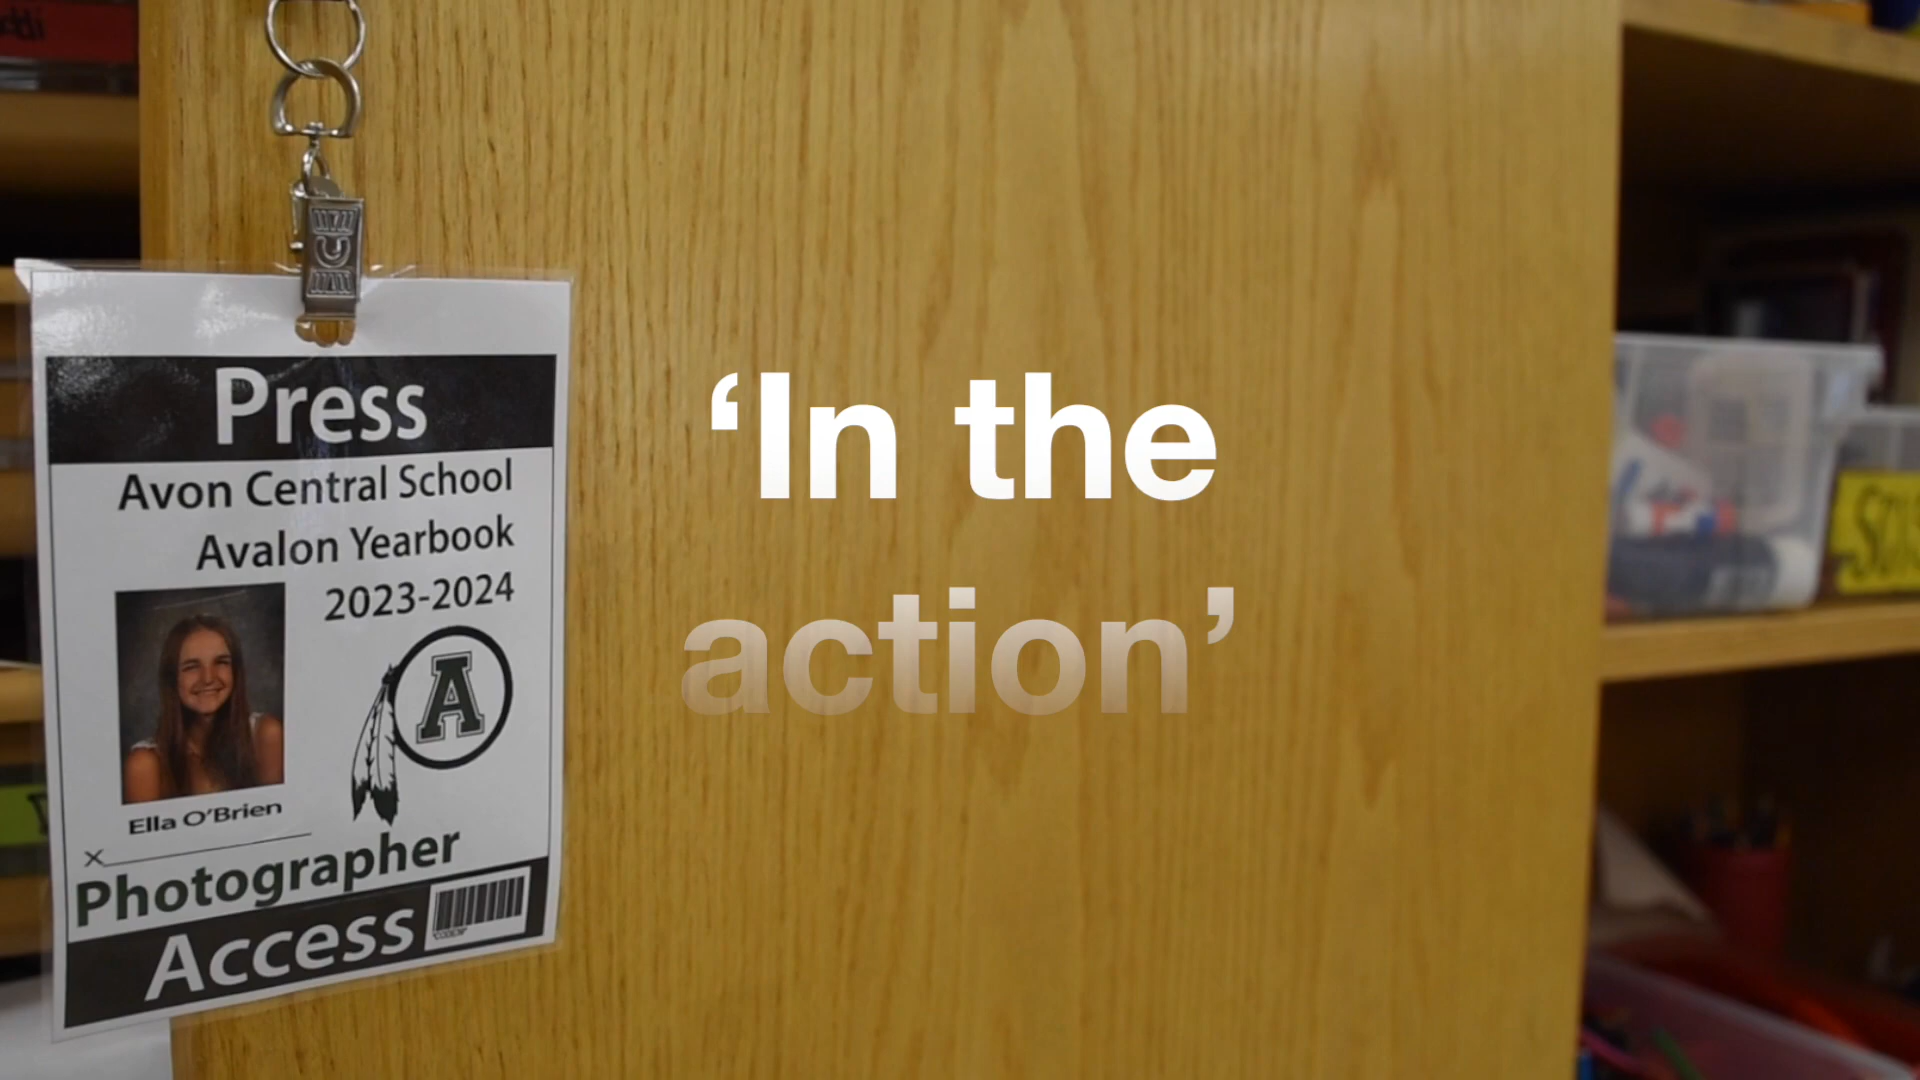 Press
Avon Central School
Avalon Yearbook
2023-2024
A
Ella O'Brien
X
Photographer
Access
‘In the
action’